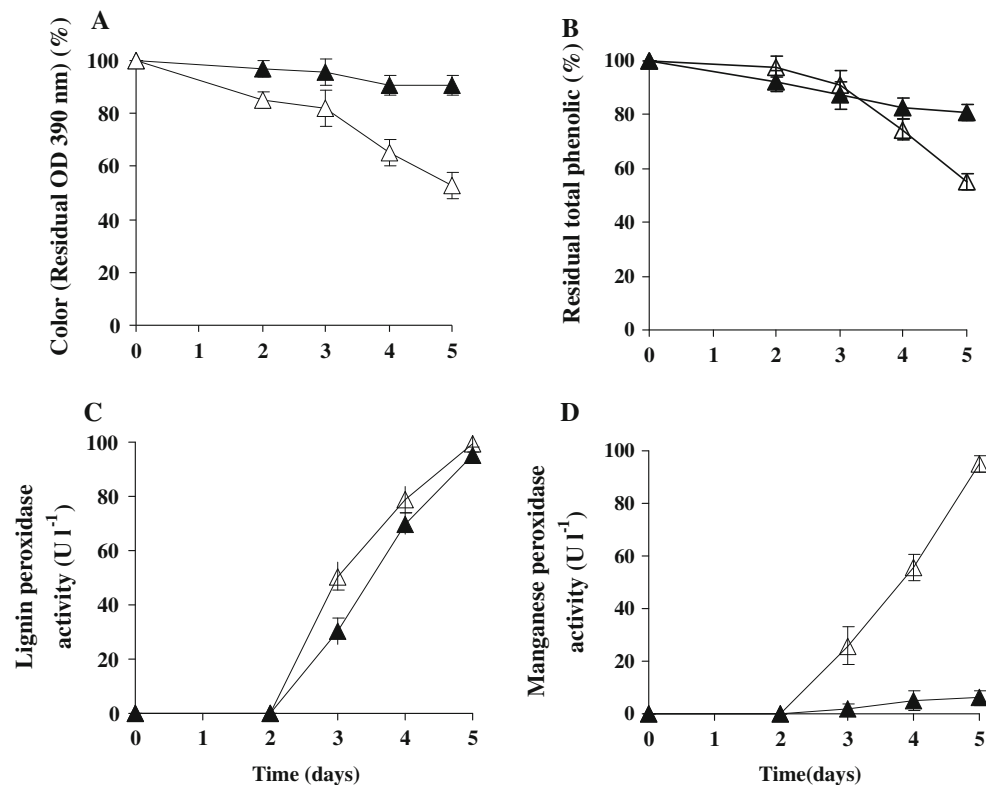 A
Color (Residual OD 390 nm) (%)
100
80
60
40
20
0
0 1 2 3 4 5
B
Residual total phenolic (%)
100
80
60
40
20
0
0 1 2 3 4 5
C
Lignin peroxidase
activity (U l⁻¹)
100
80
60
40
20
0
0 1 2 3 4 5
Time (days)
D
Manganese peroxidase
activity (U l⁻¹)
100
80
60
40
20
0
0 1 2 3 4 5
Time(days)